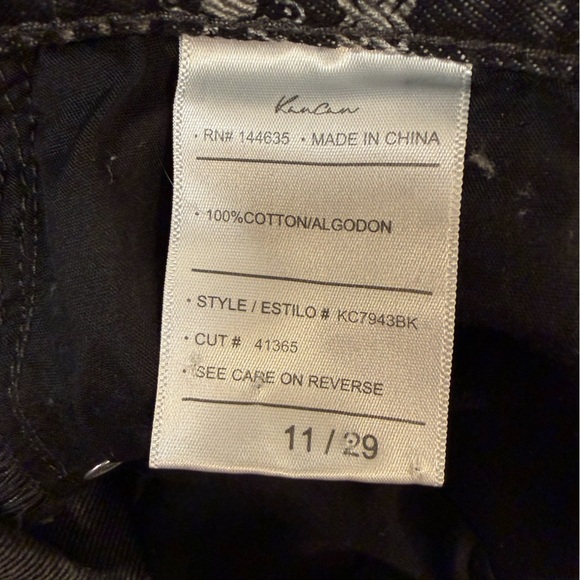 KanCan
• RN# 144635 • MADE IN CHINA
• 100%COTTON/ALGODON
• STYLE / ESTILO # KC7943BK
• CUT # 41365
• SEE CARE ON REVERSE
11 / 29